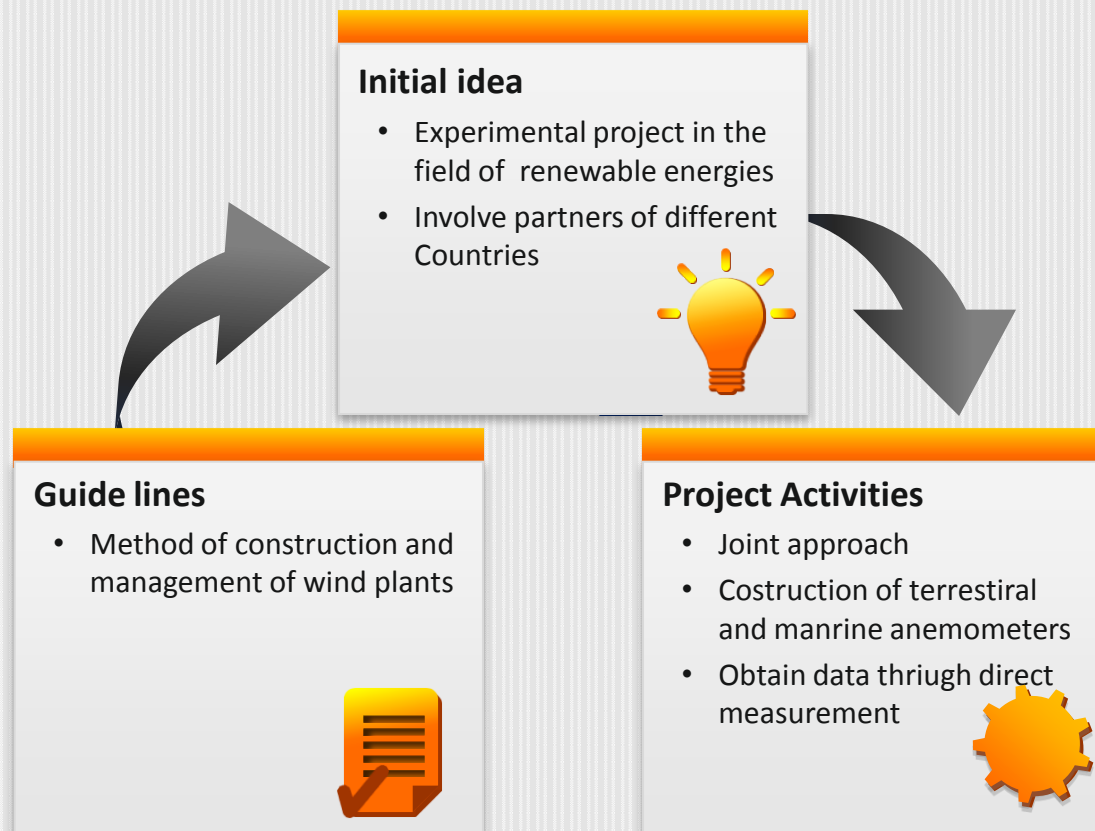 Initial idea
• Experimental project in the
field of renewable energies
• Involve partners of different
Countries
Guide lines
• Method of construction and
management of wind plants
Project Activities
• Joint approach
• Costruction of terrestiral
and manrine anemometers
• Obtain data thriugh direct
measurement